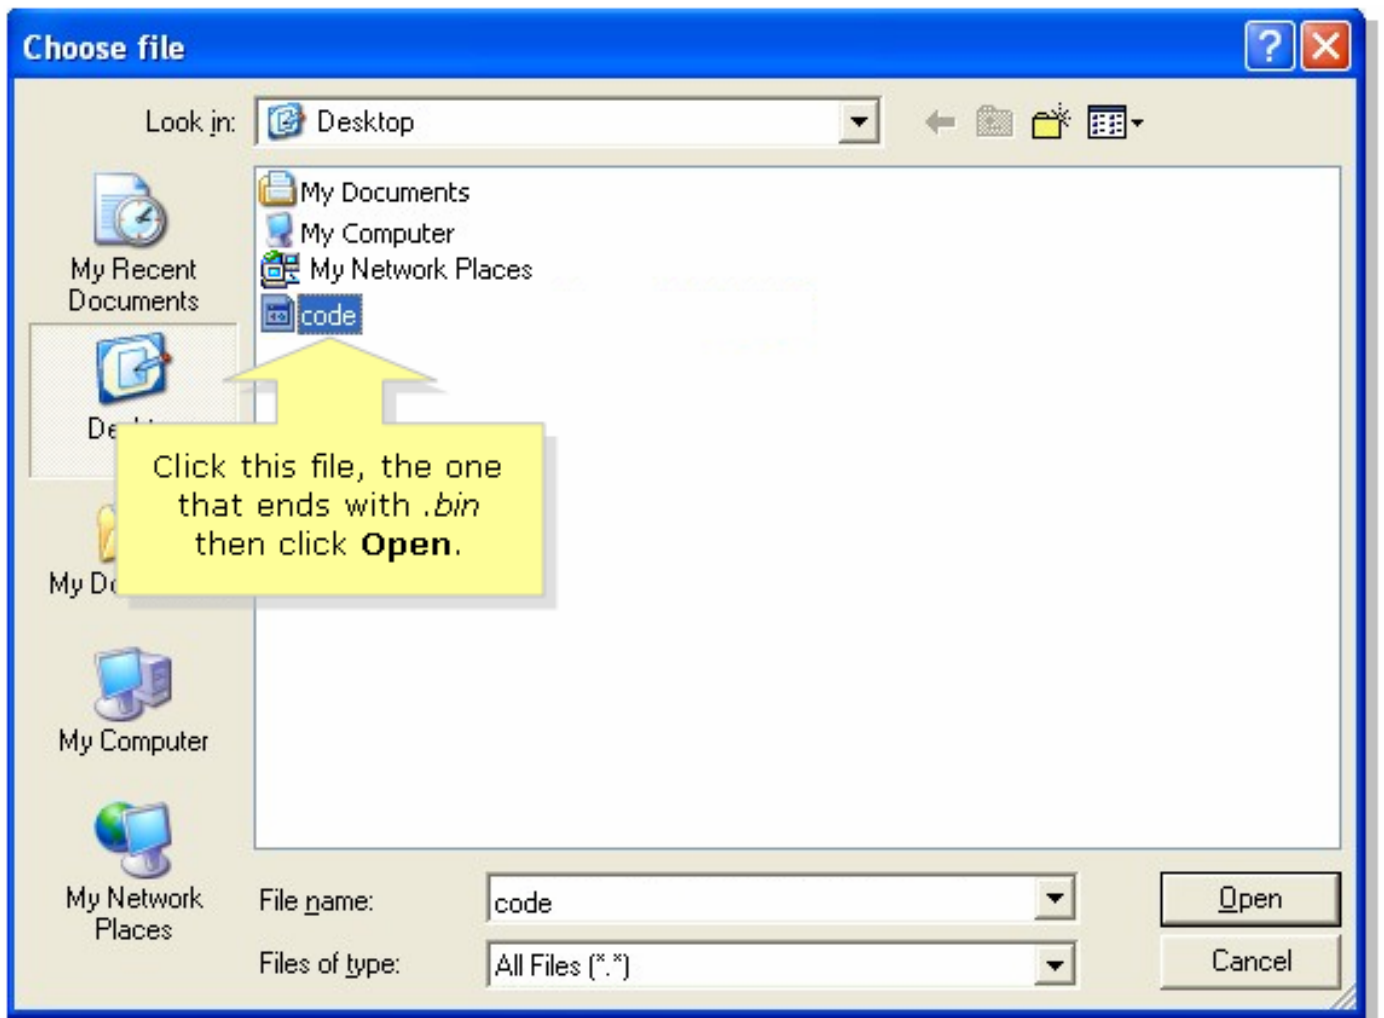 Choose file
Look in:
Desktop
My Recent
Documents
My Documents
My Computer
My Network Places
code
Click this file, the one
that ends with .bin
then click Open.
My Computer
My Network
Places
File name:
code
Open
Files of type:
All Files (*.*)
Cancel